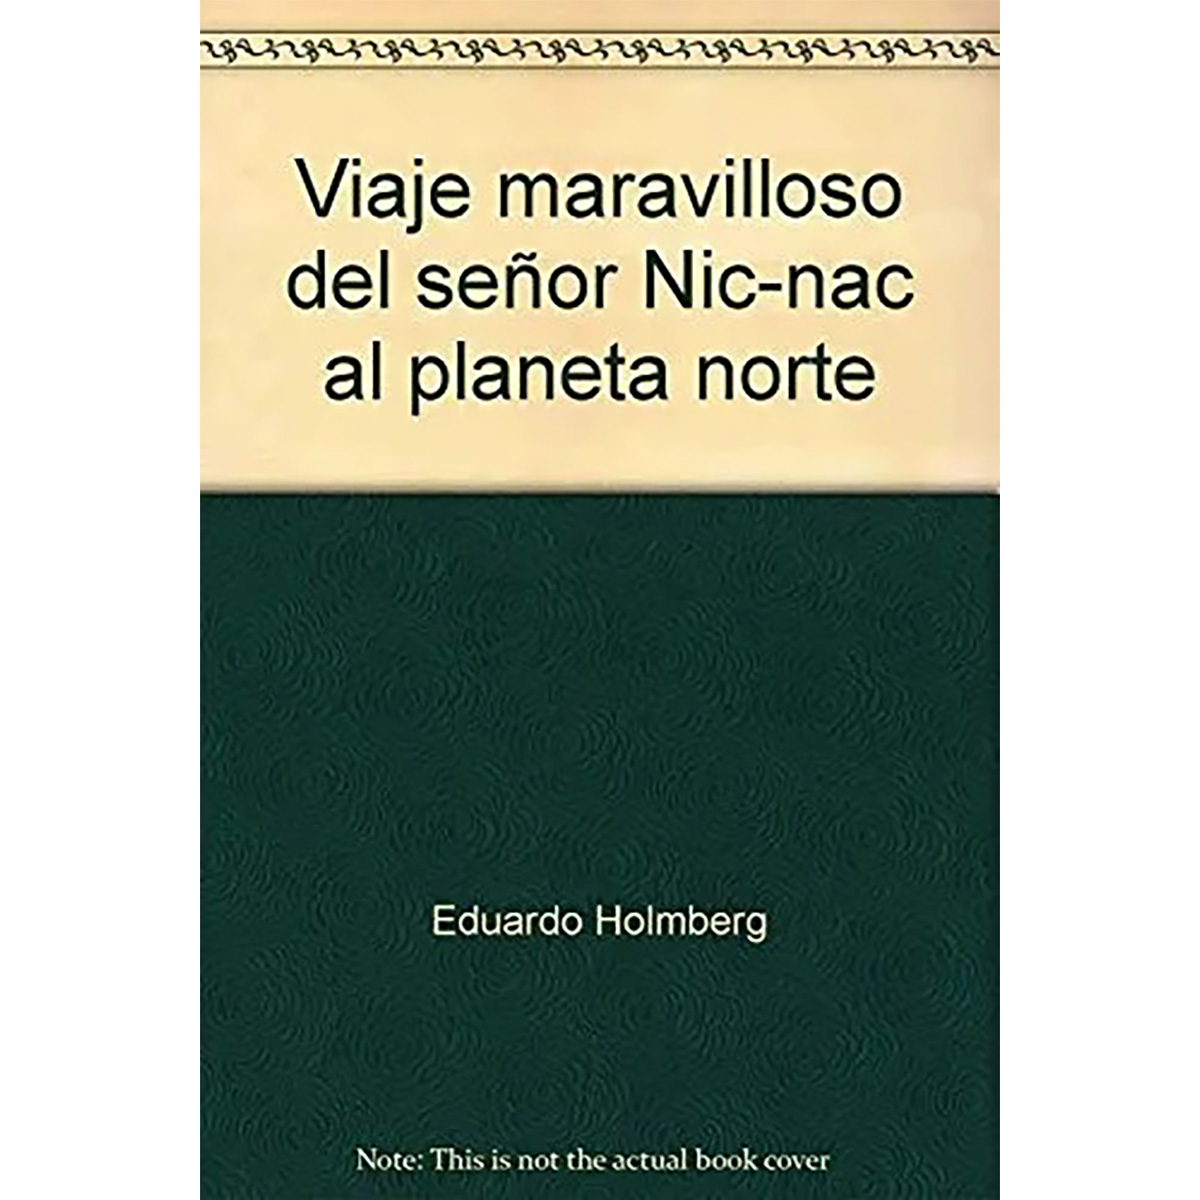 Viaje maravilloso
del señor Nic-nac
al planeta norte
Eduardo Holmberg
Note: This is not the actual book cover